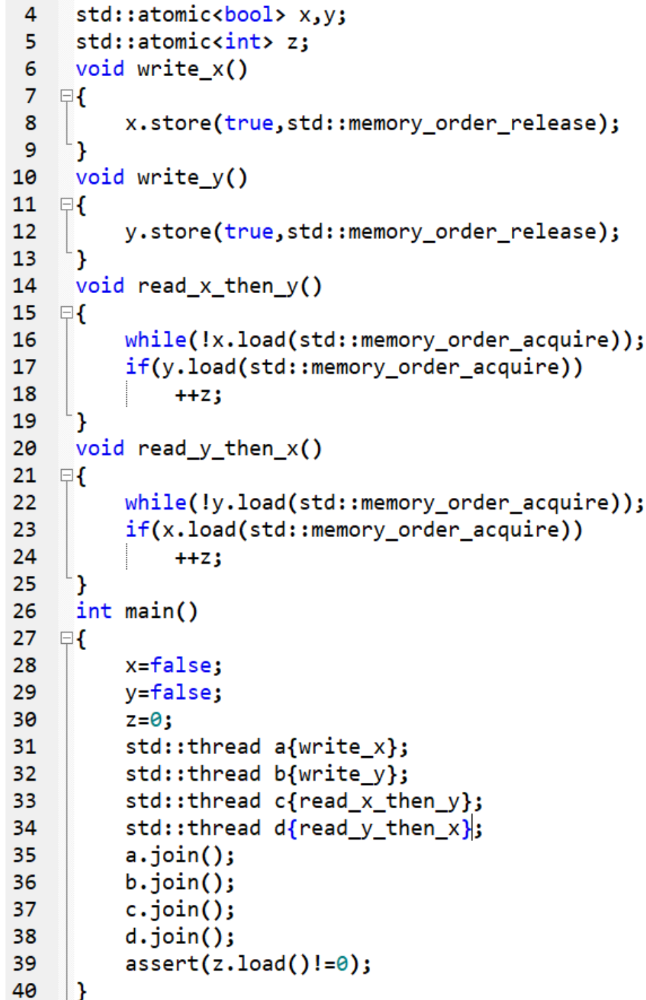 4 std::atomic<bool> x,y;
5 std::atomic<int> z;
6 void write_x()
7 {
8 x.store(true,std::memory_order_release);
9 }
10 void write_y()
11 {
12 y.store(true,std::memory_order_release);
13 }
14 void read_x_then_y()
15 {
16 while(!x.load(std::memory_order_acquire));
17 if(y.load(std::memory_order_acquire))
18 ++z;
19 }
20 void read_y_then_x()
21 {
22 while(!y.load(std::memory_order_acquire));
23 if(x.load(std::memory_order_acquire))
24 ++z;
25 }
26 int main()
27 {
28 x=false;
29 y=false;
30 z=0;
31 std::thread a{write_x};
32 std::thread b{write_y};
33 std::thread c{read_x_then_y};
34 std::thread d{read_y_then_x};
35 a.join();
36 b.join();
37 c.join();
38 d.join();
39 assert(z.load()!=0);
40 }